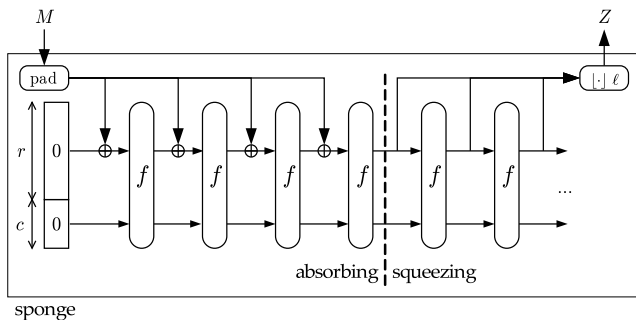 M Z
pad ⌊·⌋ ℓ
r 0 f f f f f f
c 0 ...
absorbing squeezing
sponge